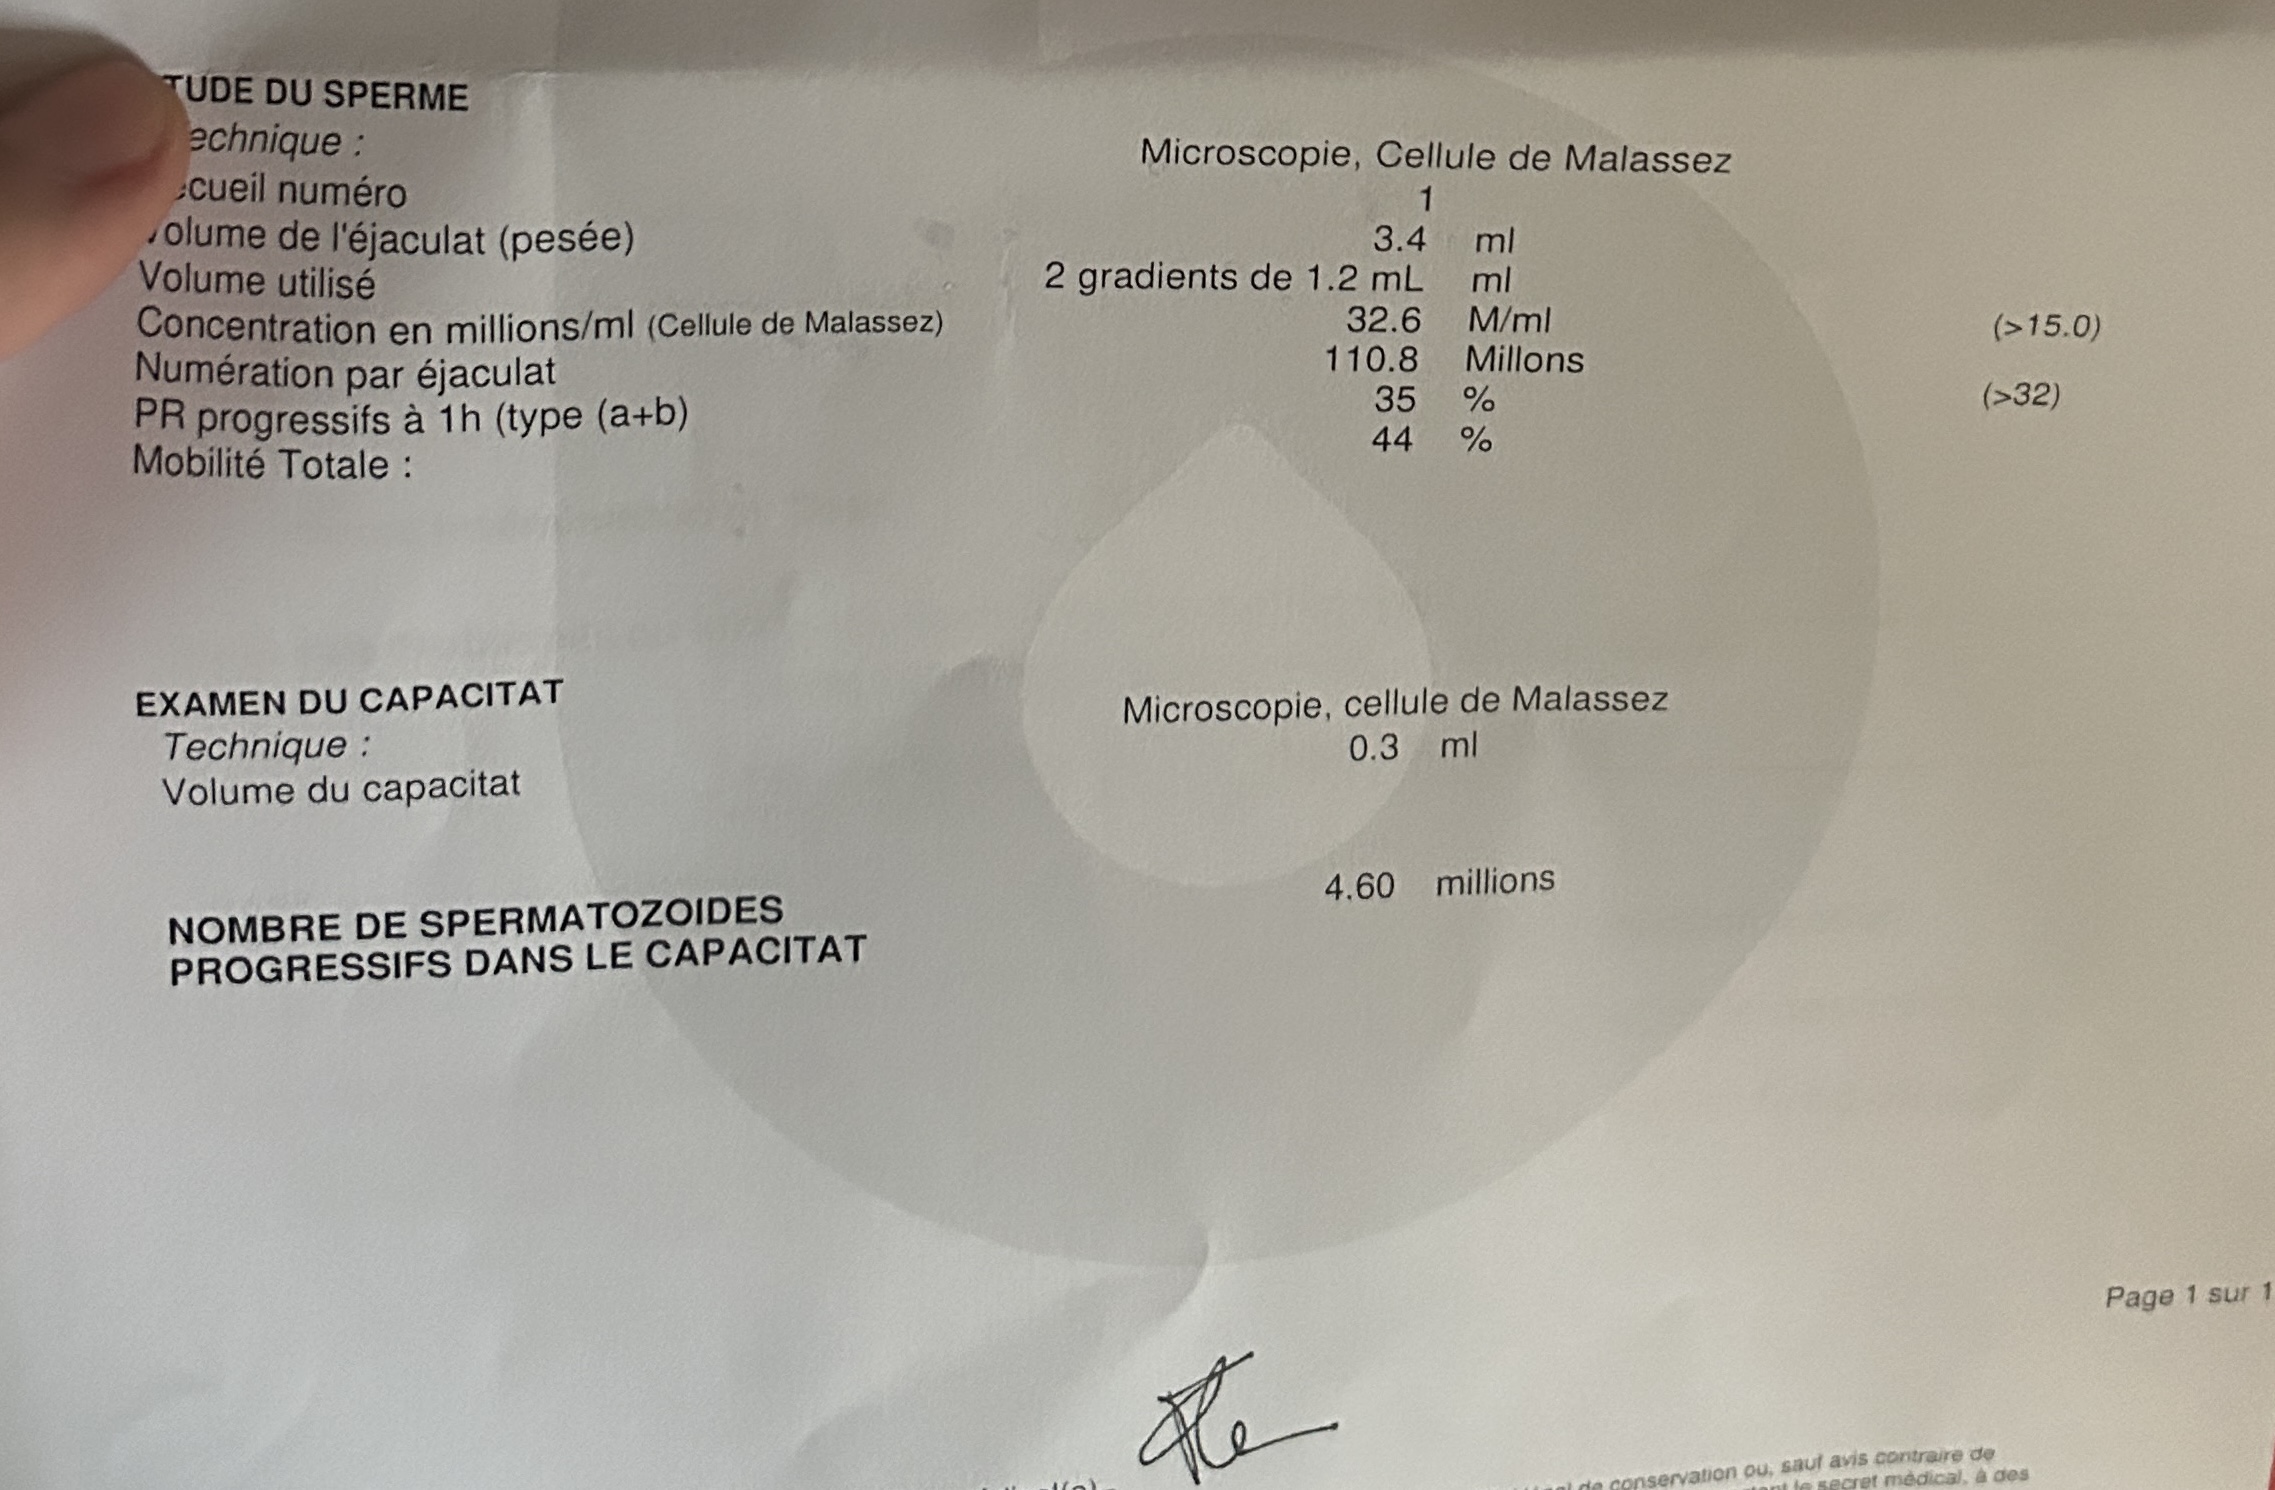 TUDE DU SPERME
echnique : Microscopie, Cellule de Malassez
cueil numéro 1
olume de l'éjaculat (pesée) 3.4 ml
Volume utilisé 2 gradients de 1.2 mL ml
Concentration en millions/ml (Cellule de Malassez) 32.6 M/ml (>15.0)
Numération par éjaculat 110.8 Millons
PR progressifs à 1h (type (a+b) 35 % (>32)
Mobilité Totale : 44 %
EXAMEN DU CAPACITAT
Technique : Microscopie, cellule de Malassez
Volume du capacitat 0.3 ml
NOMBRE DE SPERMATOZOIDES 4.60 millions
PROGRESSIFS DANS LE CAPACITAT
Page 1 sur 1
de conservation ou, sauf avis contraire de
le secret médical, à des